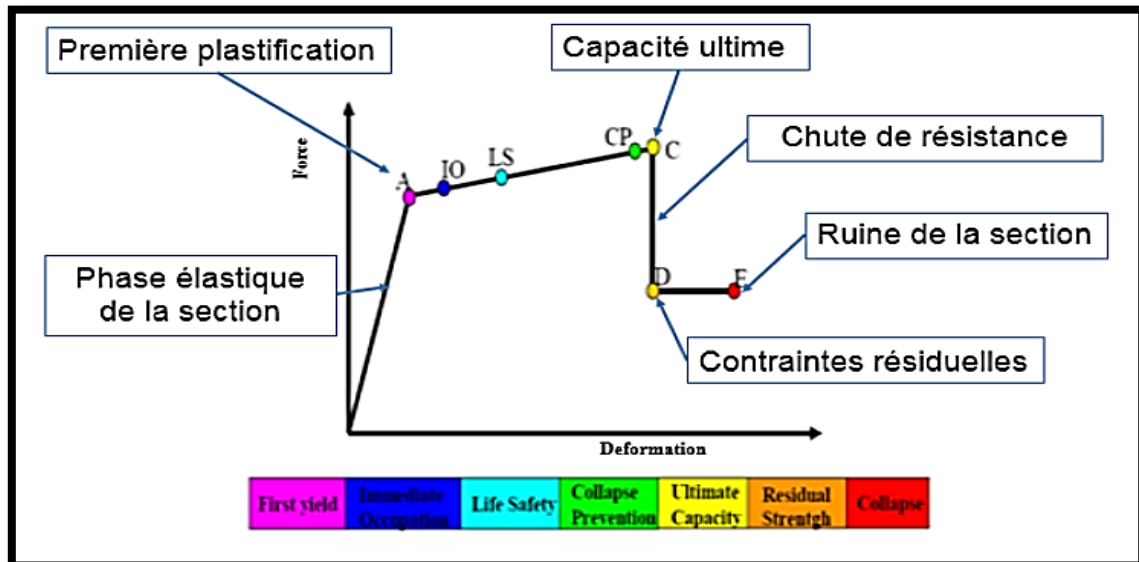 Première plastification
Capacité ultime
Chute de résistance
Ruine de la section
Contraintes résiduelles
Phase élastique
de la section
Force
A
IO
LS
CP
C
D
E
Deformation
First yield
Immediate
Occupation
Life Safety
Collapse
Prevention
Ultimate
Capacity
Residual
Strentgh
Collapse